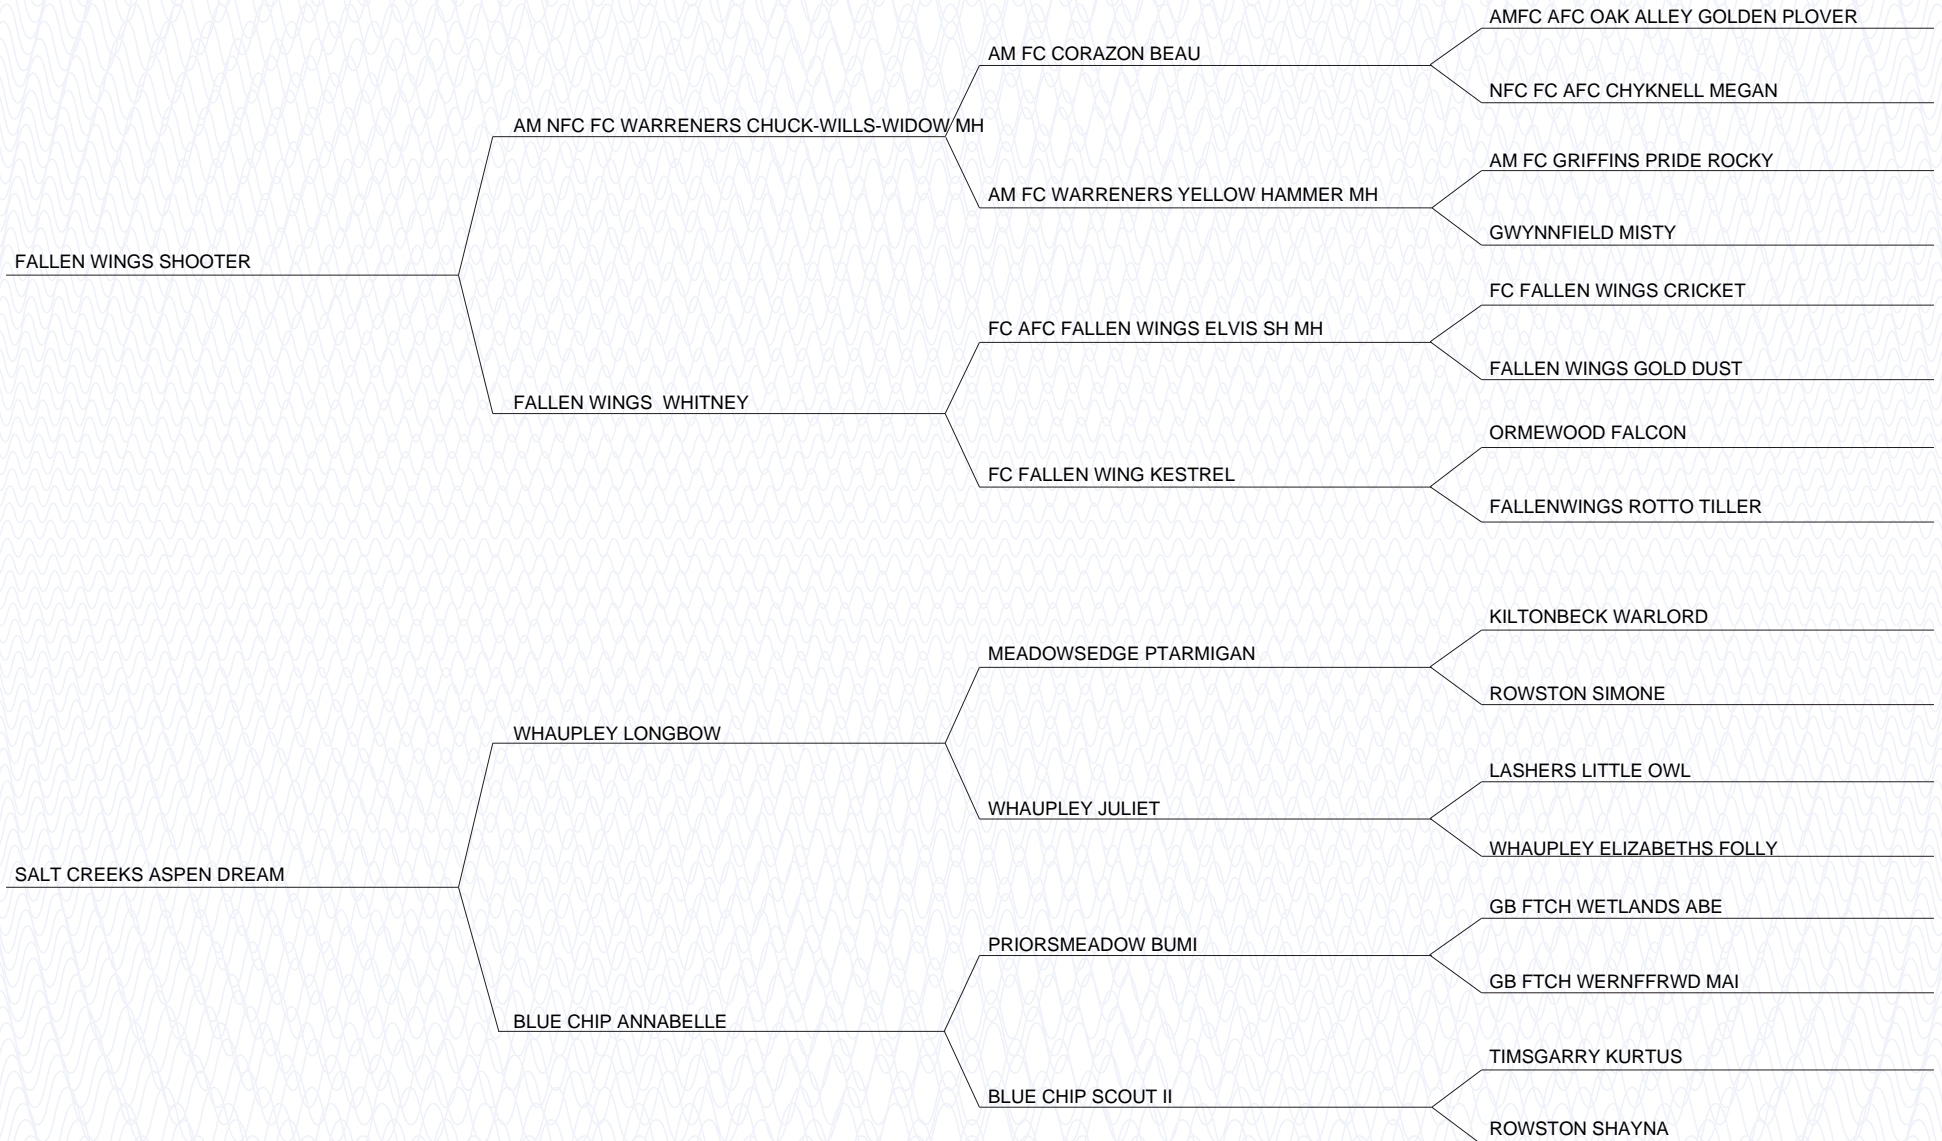 AMFC AFC OAK ALLEY GOLDEN PLOVER
AM FC CORAZON BEAU
NFC FC AFC CHYKNELL MEGAN
AM NFC FC WARRENERS CHUCK-WILLS-WIDOW MH
AM FC GRIFFINS PRIDE ROCKY
AM FC WARRENERS YELLOW HAMMER MH
GWYNNFIELD MISTY
FALLEN WINGS SHOOTER
FC FALLEN WINGS CRICKET
FC AFC FALLEN WINGS ELVIS SH MH
FALLEN WINGS GOLD DUST
FALLEN WINGS  WHITNEY
ORMEWOOD FALCON
FC FALLEN WING KESTREL
FALLENWINGS ROTTO TILLER
KILTONBECK WARLORD
MEADOWSEDGE PTARMIGAN
ROWSTON SIMONE
WHAUPLEY LONGBOW
LASHERS LITTLE OWL
WHAUPLEY JULIET
WHAUPLEY ELIZABETHS FOLLY
SALT CREEKS ASPEN DREAM
GB FTCH WETLANDS ABE
PRIORSMEADOW BUMI
GB FTCH WERNFFRWD MAI
BLUE CHIP ANNABELLE
TIMSGARRY KURTUS
BLUE CHIP SCOUT II
ROWSTON SHAYNA